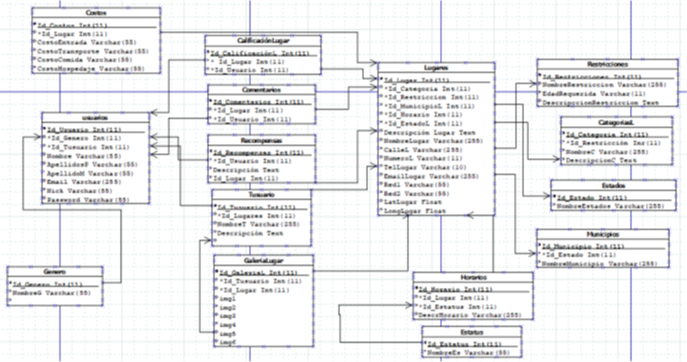 Costos
Id_Costos Int(11)
*Id_Lugar Int(11)
CostoEntrada Varchar(55)
CostoTransporte Varchar(55)
CostoComida Varchar(55)
CostoHospedaje Varchar(55)
CalificaciónLugar
Id_CalificacionL Int(11)
* Id_Lugar Int(11)
*Id_Usuario Int(11)
Comentarios
Id_Comentarios Int(11)
*Id_Lugar Int(11)
*Id_Usuario Int(11)
Recompensas
Id_Recompensas Int(11)
*Id_Usuario Int(11)
Descripción Text
Id_Lugar Int(11)
usuarios
Id_Usuario Int(11)
*Id_Genero Int(11)
*Id_Tusuario Int(11)
Nombre Varchar(55)
ApellidoP Varchar(55)
ApellidoM Varchar(55)
Email Varchar(255)
Nick Varchar(55)
Password Varchar(55)
Tusuario
Id_Tusuario Int(11)
*Id_Lugares Int(11)
NombreT Varchar(255)
Descripción Text
Genero
Id_Genero Int(11)
NombreG Varchar(55)
GaleriaLugar
Id_GaleriaL Int(11)
*Id_Tusuario Int(11)
*Id_Lugar Int(11)
img1
img2
img3
img4
img5
img6
Lugares
Id_Lugar Int(11)
*Id_Categoria Int(11)
*Id_Restriccion Int(11)
*Id_MunicipioL Int(11)
*Id_Horario Int(11)
*Id_EstadoL Int(11)
Descripción Lugar Text
NombreLugar Varchar(255)
CalleL Varchar(255)
NumeroL Varchar(11)
TelLugar Varchar(10)
EmailLugar Varchar(255)
Red1 Varchar(55)
Red2 Varchar(55)
LatLugar Float
LongLugar Float
Restricciones
Id_Restricciones Int(11)
NombreRestriccion Varchar(255)
EdadRequerida Varchar(11)
DescripcionRestriccion Text
CategoriasL
Id_Categoria Int(11)
*Id_Restricción Int(11)
NombreC Varchar(255)
DescripcionC Text
Estados
Id_Estado Int(11)
NombreEstados Varchar(255)
Municipios
Id_Municipio Int(11)
*Id_Estado Int(11)
NombreMunicipio Varchar(255)
Horarios
Id_Horario Int(11)
*Id_Lugar Int(11)
*Id_Estatus Int(11)
DescrHorario Varchar(255)
Estatus
Id_Estatus Int(11)
NombreEs Varchar(55)